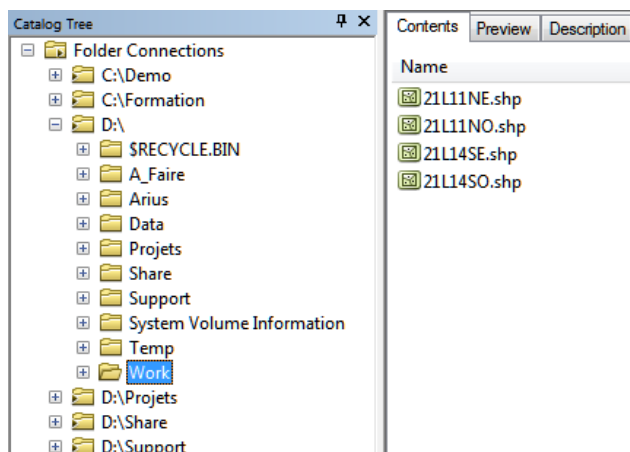 Catalog Tree
Folder Connections
C:\Demo
C:\Formation
D:\
$RECYCLE.BIN
A_Faire
Arius
Data
Projets
Share
Support
System Volume Information
Temp
Work
D:\Projets
D:\Share
D:\Support
Contents Preview Description
Name
21L11NE.shp
21L11NO.shp
21L14SE.shp
21L14SO.shp